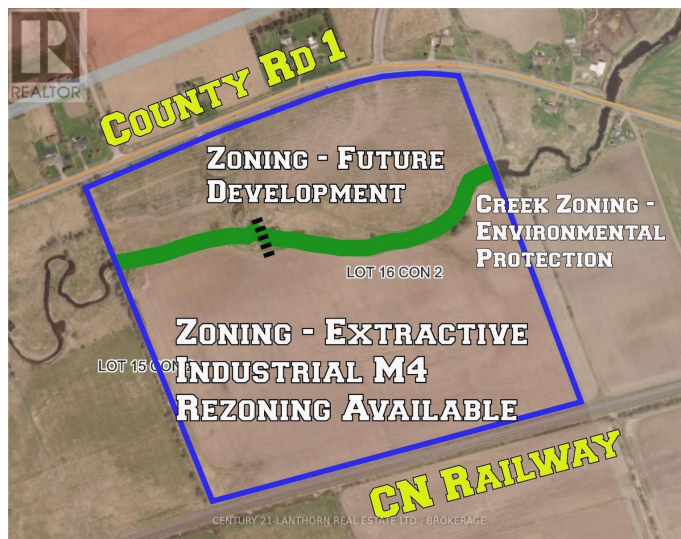 REALTOR
COUNTY RD 1
ZONING - FUTURE
DEVELOPMENT
CREEK ZONING -
ENVIRONMENTAL
PROTECTION
LOT 16 CON 2
ZONING - EXTRACTIVE
LOT 15 CON
INDUSTRIAL M4
REZONING AVAILABLE
CN RAILWAY
CENTURY 21-LANTHORN REAL ESTATE LTD., BROKERAGE